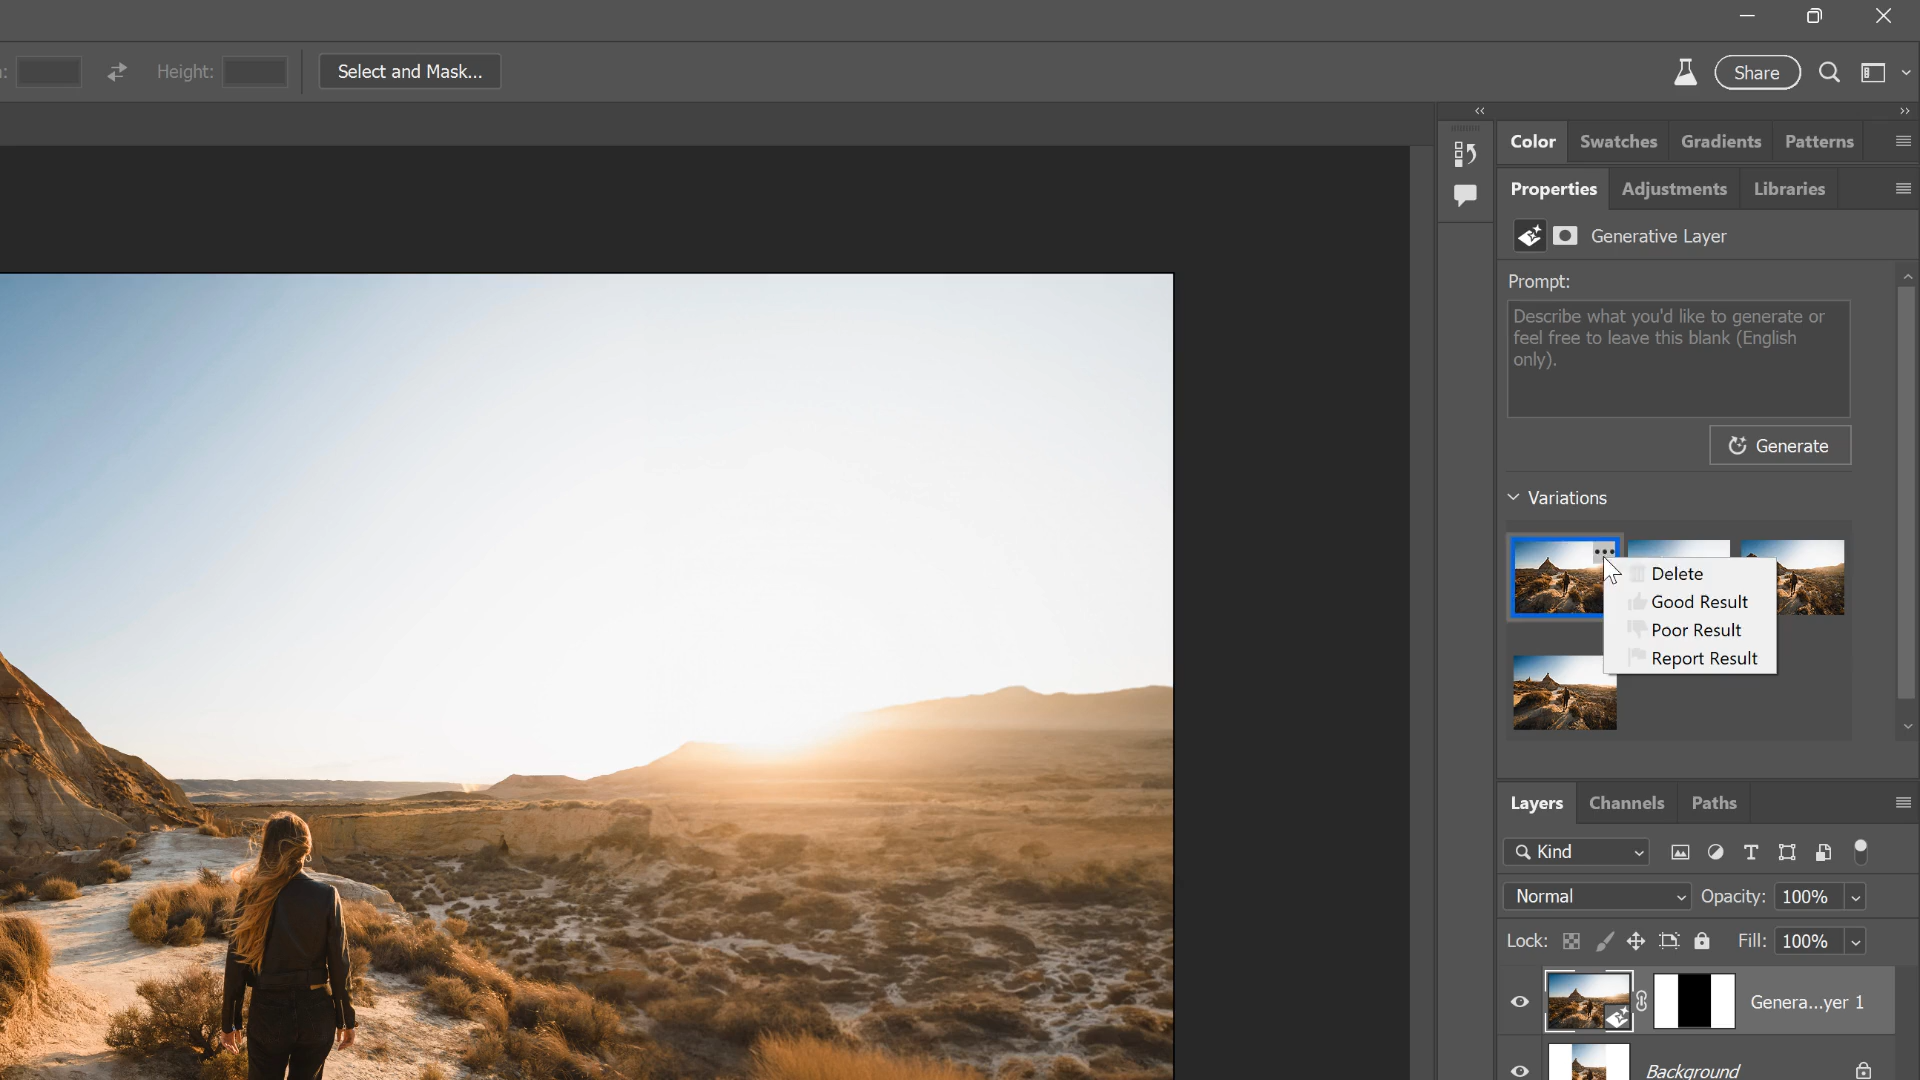 Height:
Select and Mask...
Share
Color Swatches Gradients Patterns
Properties Adjustments Libraries
Generative Layer
Prompt:
Describe what you'd like to generate or
feel free to leave this blank (English
only).
Generate
Variations
Delete
Good Result
Poor Result
Report Result
Layers Channels Paths
Kind
Normal Opacity: 100%
Lock: Fill: 100%
Genera...yer 1
Background